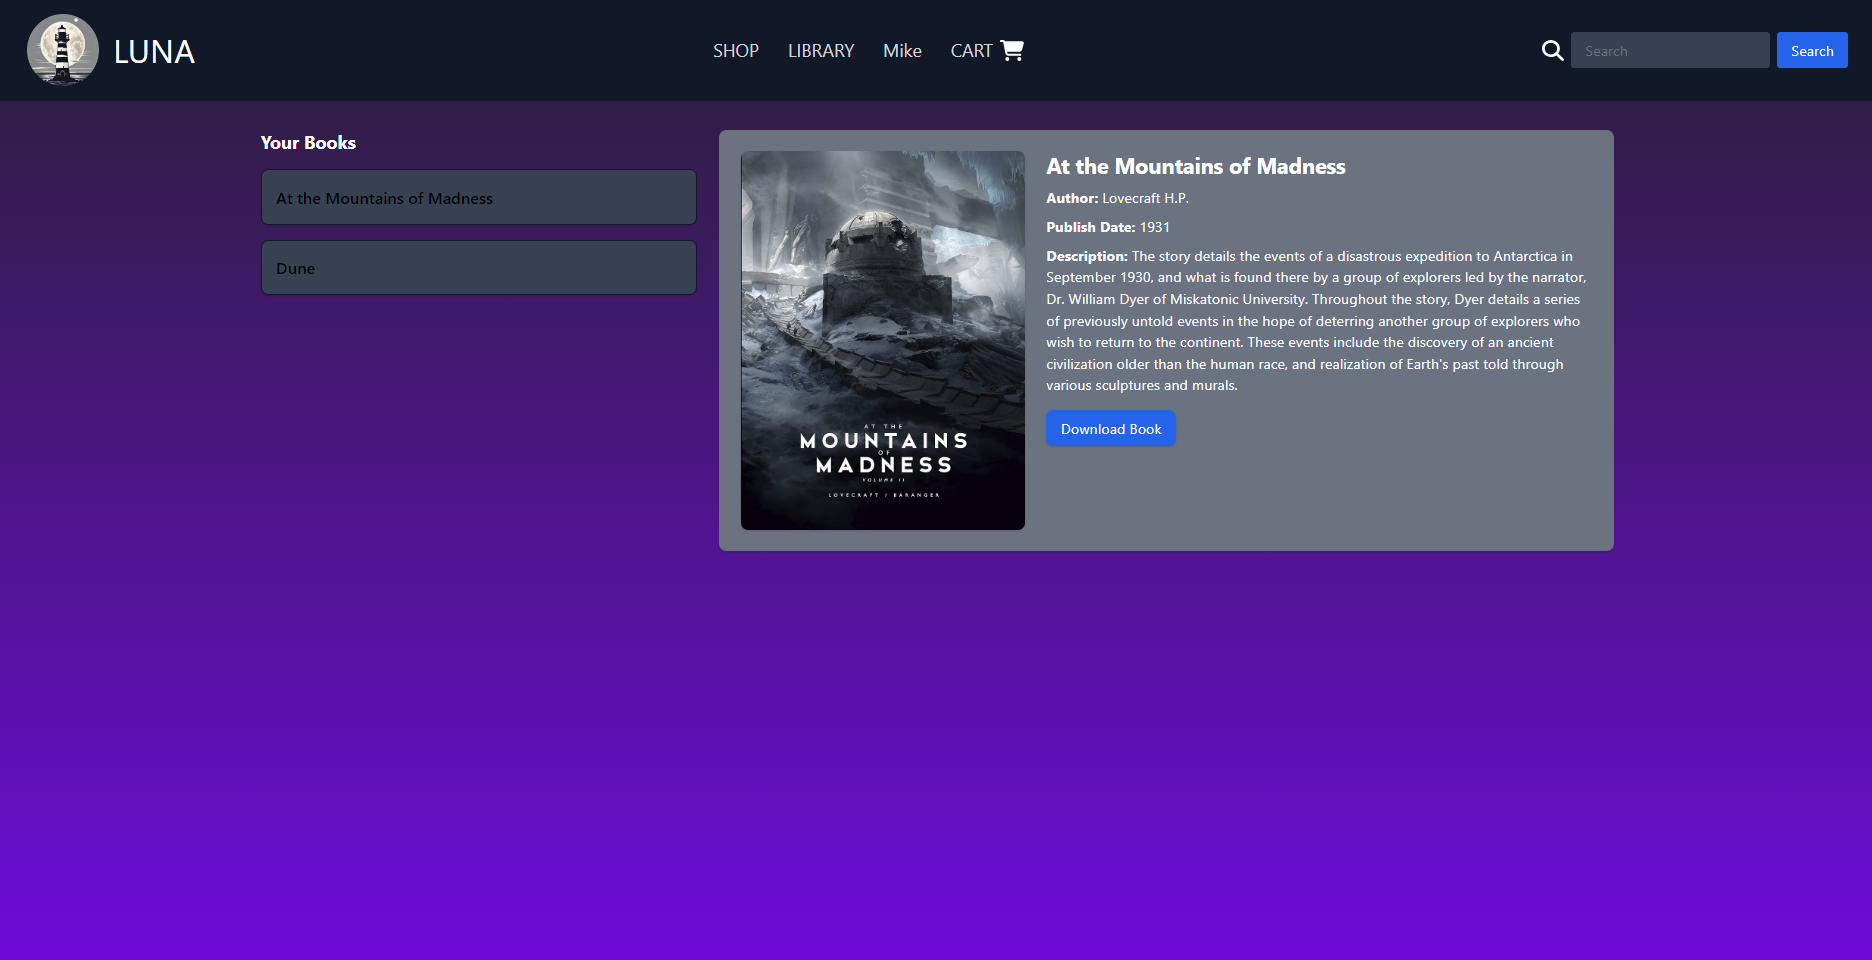 LUNA
SHOP LIBRARY Mike CART
Search Search
Your Books
At the Mountains of Madness
Dune
AT THE
MOUNTAINS
OF
MADNESS
VOLUME II
LOVECRAFT / BARANGER
At the Mountains of Madness
Author: Lovecraft H.P.
Publish Date: 1931
Description: The story details the events of a disastrous expedition to Antarctica in
September 1930, and what is found there by a group of explorers led by the narrator,
Dr. William Dyer of Miskatonic University. Throughout the story, Dyer details a series
of previously untold events in the hope of deterring another group of explorers who
wish to return to the continent. These events include the discovery of an ancient
civilization older than the human race, and realization of Earth's past told through
various sculptures and murals.
Download Book